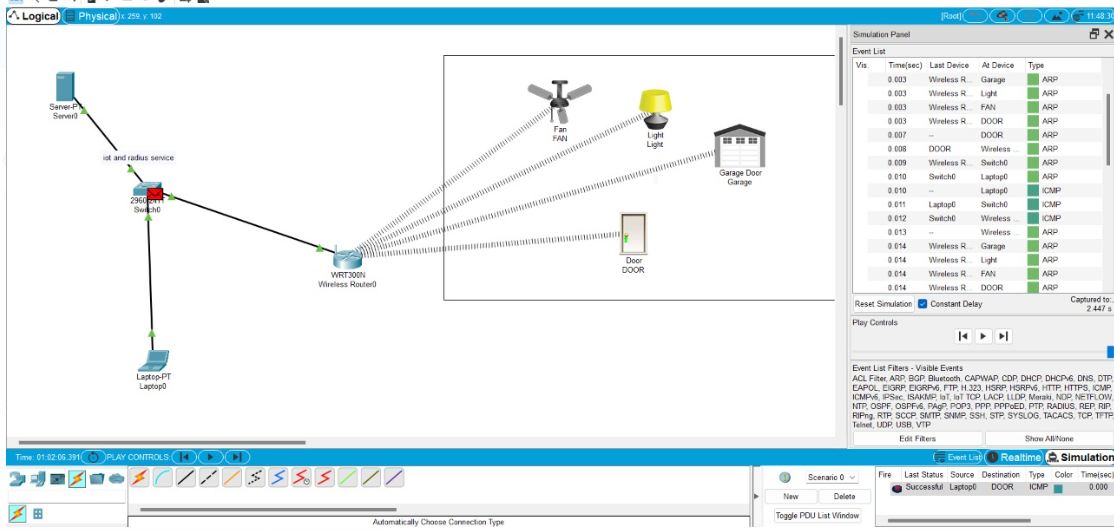 Logical Physical x: 259, y: 102 [Root] 11:48:30
Simulation Panel
Event List
Vis. Time(sec) Last Device At Device Type
0.003 Wireless R... Garage ARP
0.003 Wireless R... Light ARP
0.003 Wireless R... FAN ARP
0.003 Wireless R... DOOR ARP
0.007 -- DOOR ARP
0.008 DOOR Wireless ... ARP
0.009 Wireless R... Switch0 ARP
0.010 Switch0 Laptop0 ARP
0.010 -- Laptop0 ICMP
0.011 Laptop0 Switch0 ICMP
0.012 Switch0 Wireless ... ICMP
0.013 -- Wireless ... ARP
0.014 Wireless R... Garage ARP
0.014 Wireless R... Light ARP
0.014 Wireless R... FAN ARP
0.014 Wireless R... DOOR ARP
Reset Simulation Constant Delay Captured to:
2.447 s
Play Controls
Event List Filters - Visible Events
ACL Filter, ARP, BGP, Bluetooth, CAPWAP, CDP, DHCP, DHCPv6, DNS, DTP,
EAPOL, EIGRP, EIGRPv6, FTP, H.323, HSRP, HSRPv6, HTTP, HTTPS, ICMP,
ICMPv6, IPSec, ISAKMP, IoT, IoT TCP, LACP, LLDP, Meraki, NDP, NETFLOW,
NTP, OSPF, OSPFv6, PAgP, POP3, PPP, PPPoED, PTP, RADIUS, REP, RIP,
RIPng, RTP, SCCP, SMTP, SNMP, SSH, STP, SYSLOG, TACACS, TCP, TFTP,
Telnet, UDP, USB, VTP
Edit Filters Show All/None
Server-PT
Server0
iot and radius service
Switch0
Laptop-PT
Laptop0
WRT300N
Wireless Router0
Fan
FAN
Light
Light
Garage Door
Garage
Door
DOOR
Time: 01:02:06.391 PLAY CONTROLS: Event List Realtime Simulation
Scenario 0
New Delete
Toggle PDU List Window
Fire Last Status Source Destination Type Color Time(sec)
Successful Laptop0 DOOR ICMP 0.000
Automatically Choose Connection Type